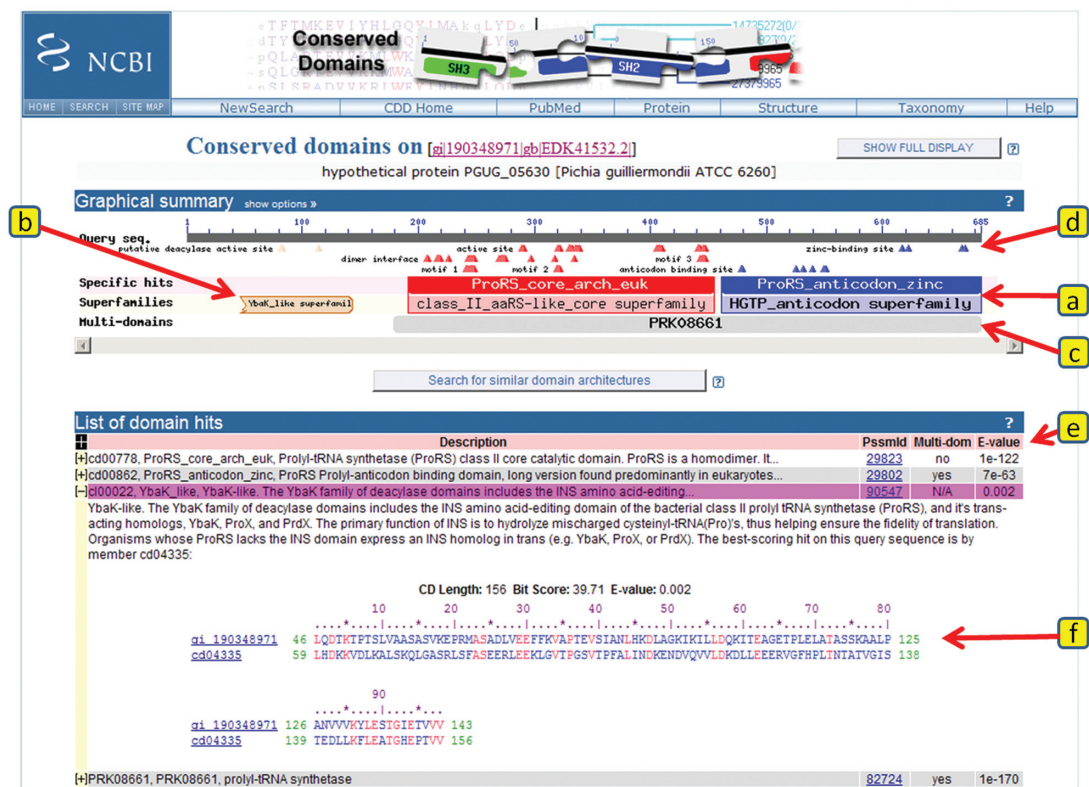 Conserved
Domains
SH3
SH2
NCBI
HOME SEARCH SITE MAP NewSearch CDD Home PubMed Protein Structure Taxonomy Help
Conserved domains on [gi|190348971|gb|EDK41532.2|] SHOW FULL DISPLAY ?
hypothetical protein PGUG_05630 [Pichia guilliermondii ATCC 6260]
Graphical summary show options » ?
b
d
1 100 200 300 400 500 600 685
Query seq.
putative deacylase active site active site zinc-binding site
dimer interface motif 3
motif 1 motif 2 anticodon binding site
Specific hits ProRS_core_arch_euk ProRS_anticodon_zinc
Superfamilies YbaK_like superfamil class_II_aaRS-like_core superfamily HGTP_anticodon superfamily
a
Multi-domains PRK08661
c
Search for similar domain architectures ?
List of domain hits ?
e
Description PssmId Multi-dom E-value
[+]cd00778, ProRS_core_arch_euk, Prolyl-tRNA synthetase (ProRS) class II core catalytic domain. ProRS is a homodimer. It... 29823 no 1e-122
[+]cd00862, ProRS_anticodon_zinc, ProRS Prolyl-anticodon binding domain, long version found predominantly in eukaryotes... 29802 yes 7e-63
[–]cl00022, YbaK_like, YbaK-like. The YbaK family of deacylase domains includes the INS amino acid-editing... 90547 N/A 0.002
YbaK-like. The YbaK family of deacylase domains includes the INS amino acid-editing domain of the bacterial class II prolyl tRNA synthetase (ProRS), and it's trans-
acting homologs, YbaK, ProX, and PrdX. The primary function of INS is to hydrolyze mischarged cysteinyl-tRNA(Pro)'s, thus helping ensure the fidelity of translation.
Organisms whose ProRS lacks the INS domain express an INS homolog in trans (e.g. YbaK, ProX, or PrdX). The best-scoring hit on this query sequence is by
member cd04335:
CD Length: 156 Bit Score: 39.71 E-value: 0.002
10 20 30 40 50 60 70 80
....*....|....*....|....*....|....*....|....*....|....*....|....*....|....*....|
gi 190348971 46 LQDTKTPTSLVAASASVKEPRMASADLVEEFFKVAPTEVSIANLHKDLAGKIKILLDQKITEAGETPLELATASSKAALP 125
cd04335 59 LHDKKVDLKALSKQLGASRLSFASEERLEEKLGVTPGSVTPFALINDKENDVQVVLDKDLLEEERVGFHPLTNTATVGIS 138
f
90
....*....|....*...
gi 190348971 126 ANVVVKYLESTGIETVVV 143
cd04335 139 TEDLLKFLEATGHEPTVV 156
[+]PRK08661, PRK08661, prolyl-tRNA synthetase 82724 yes 1e-170